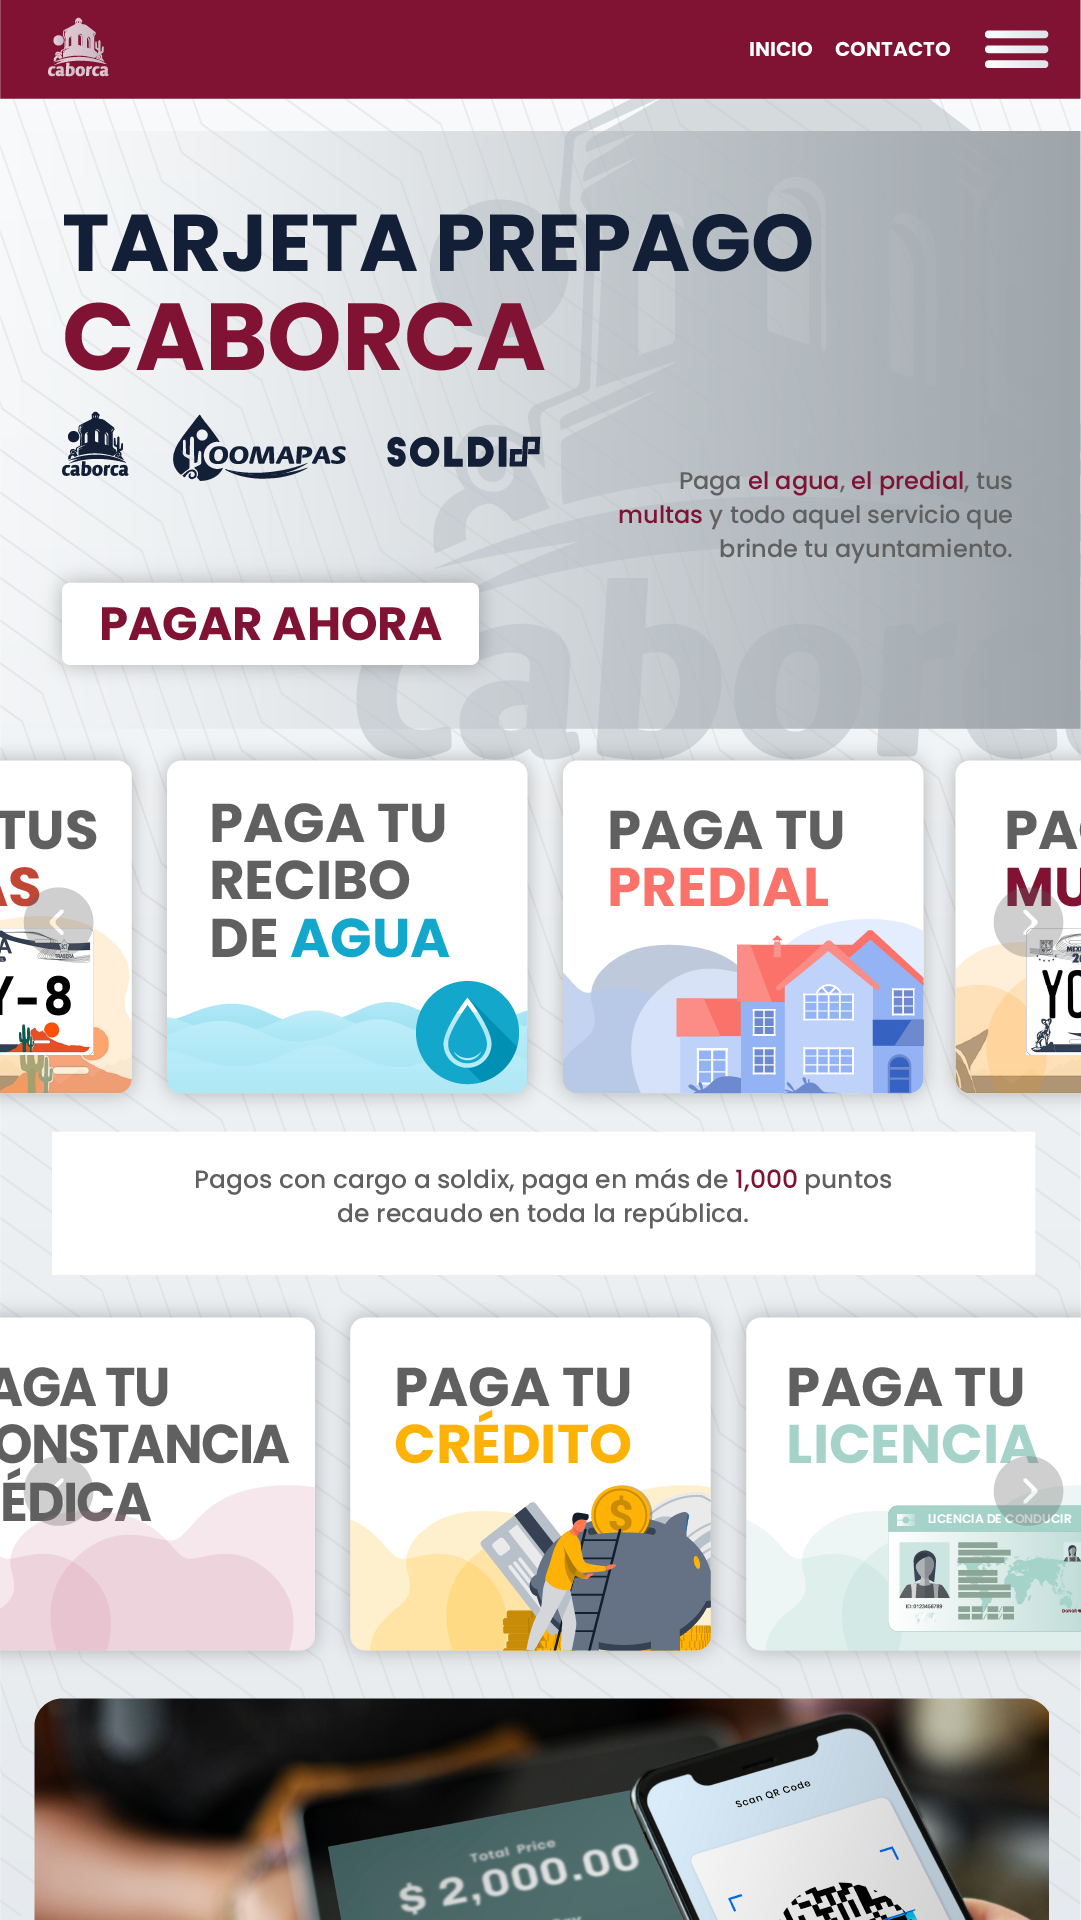 caborca
INICIO CONTACTO
TARJETA PREPAGO
CABORCA
caborca
OOMAPAS
SOLDI
Paga el agua, el predial, tus
multas y todo aquel servicio que
brinde tu ayuntamiento.
PAGAR AHORA
cabor
TUS
AS
Y-8
PAGA TU
RECIBO
DE AGUA
PAGA TU
PREDIAL
PA
MU
YO
Pagos con cargo a soldix, paga en más de 1,000 puntos
de recaudo en toda la república.
AGA TU
ONSTANCIA
ÉDICA
PAGA TU
CRÉDITO
PAGA TU
LICENCIA
LICENCIA DE CONDUCIR
ID:0123456789
Scan QR Code
Total Price
$ 2,000.00